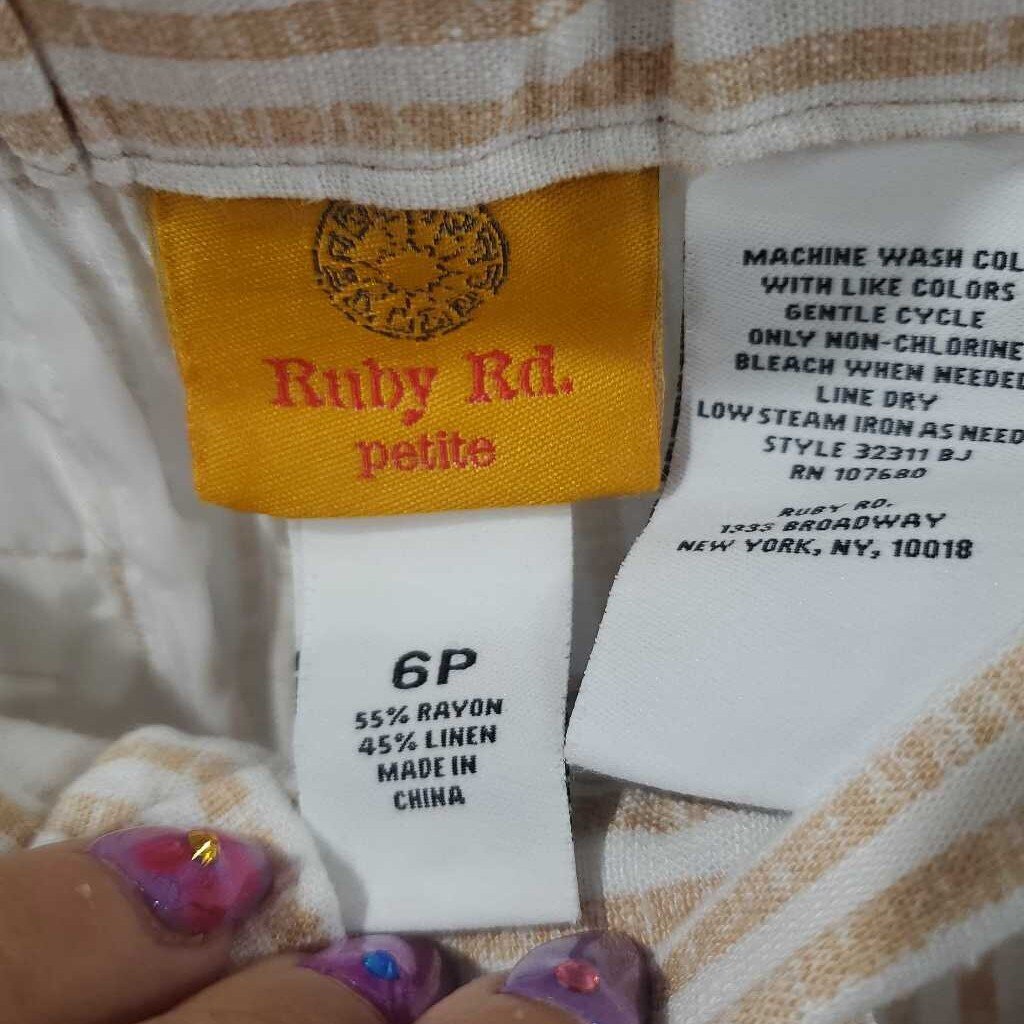 Ruby Rd.
petite
6P
55% RAYON
45% LINEN
MADE IN
CHINA
MACHINE WASH COL
WITH LIKE COLORS
GENTLE CYCLE
ONLY NON-CHLORINE
BLEACH WHEN NEEDED
LINE DRY
LOW STEAM IRON AS NEED
STYLE 32311 BJ
RN 107680
RUBY RD.
1335 BROADWAY
NEW YORK, NY, 10018